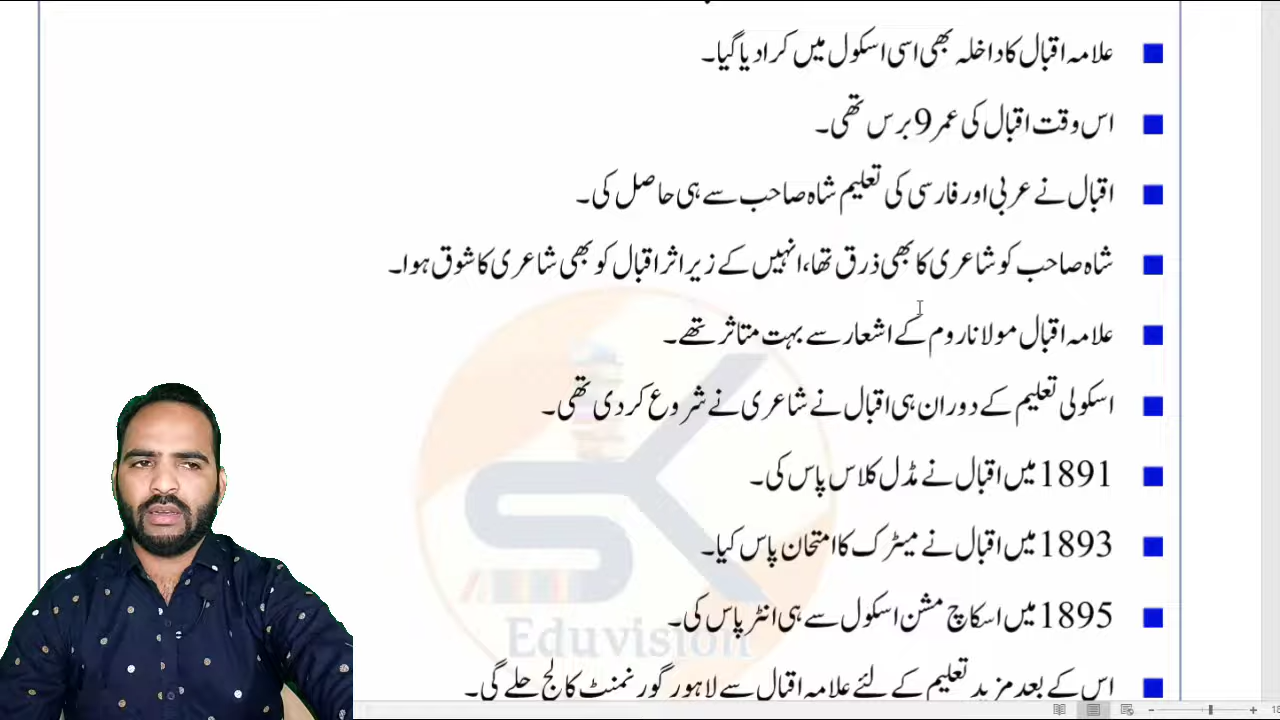 علامہ اقبال کا داخلہ بھی اسی اسکول میں کرا دیا گیا۔
اس وقت اقبال کی عمر 9 برس تھی۔
اقبال نے عربی اور فارسی کی تعلیم شاہ صاحب سے ہی حاصل کی۔
شاہ صاحب کو شاعری کا بھی ذرق تھا، انہیں کے زیر اثر اقبال کو بھی شاعری کا شوق ہوا۔
علامہ اقبال مولانا روم کے اشعار سے بہت متاثر تھے۔
اسکولی تعلیم کے دوران ہی اقبال نے شاعری نے شروع کر دی تھی۔
1891 میں اقبال نے مڈل کلاس پاس کی۔
1893 میں اقبال نے میٹرک کا امتحان پاس کیا۔
1895 میں اسکاچ مشن اسکول سے ہی انٹر پاس کی۔
اس کے بعد مزید تعلیم کے لئے علامہ اقبال سے لاہور گورنمنٹ کالج چلے گی۔
SK
Eduvision